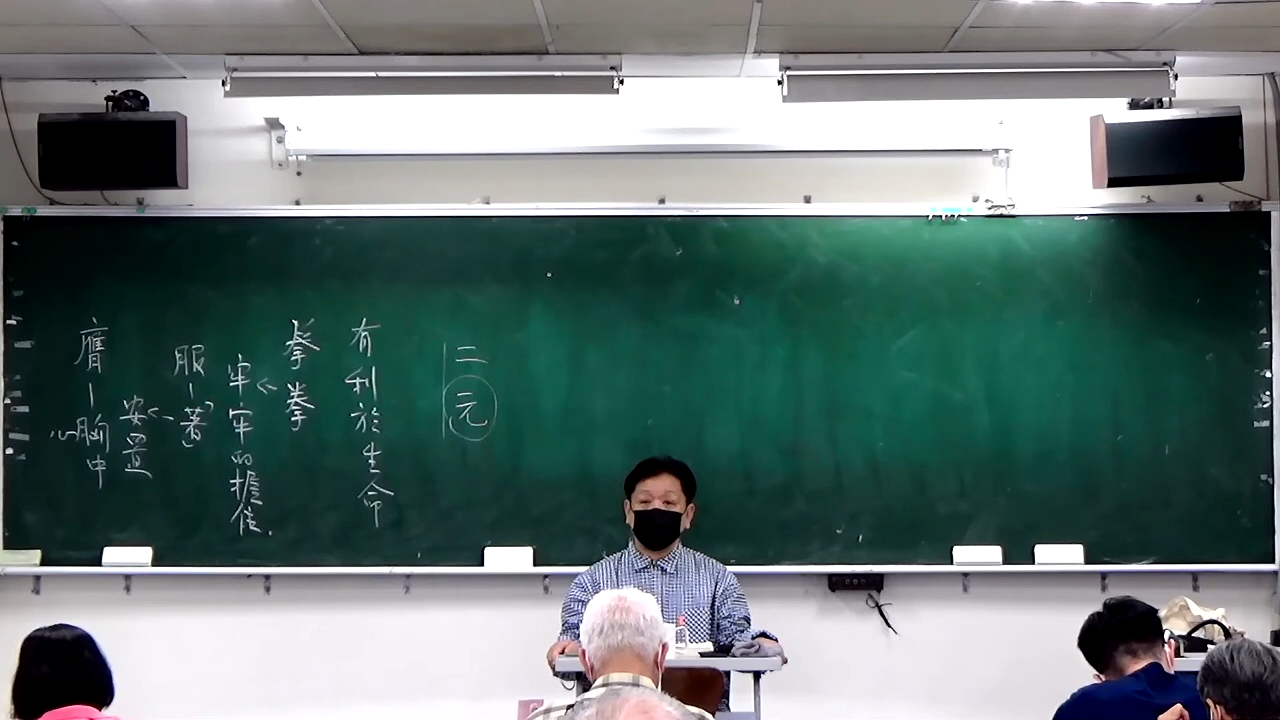 二元
有利於生命
拳拳
牢牢的握住.
服-「著」
安置
膺-胸中
心